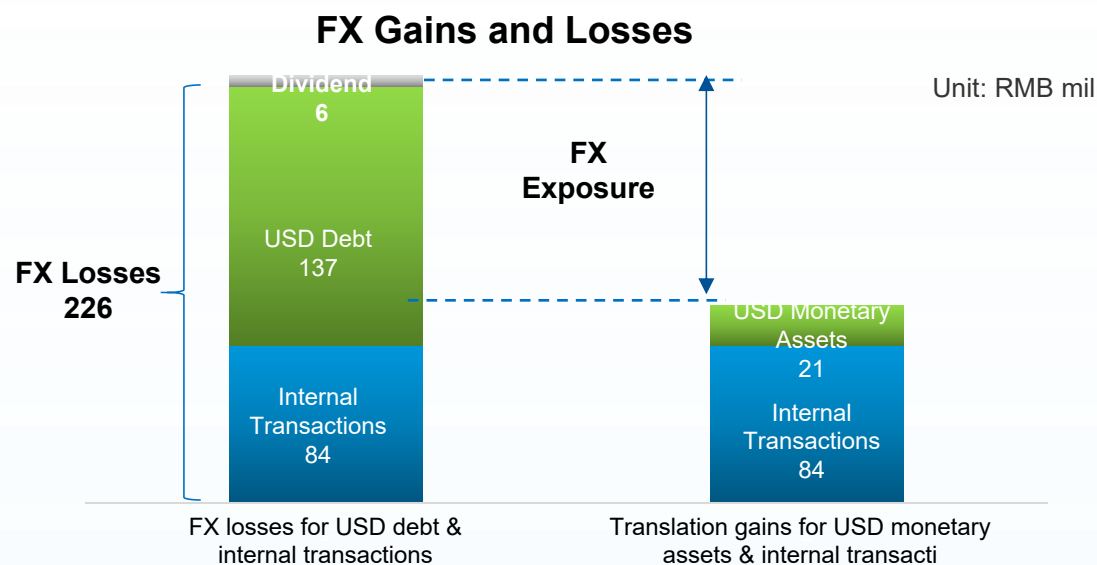 FX Gains and Losses
Unit: RMB mil
Dividend
6
FX
Exposure
USD Debt
137
FX Losses
226
USD Monetary
Assets
21
Internal
Transactions
84
Internal
Transactions
84
FX losses for USD debt &
internal transactions
Translation gains for USD monetary
assets & internal transacti